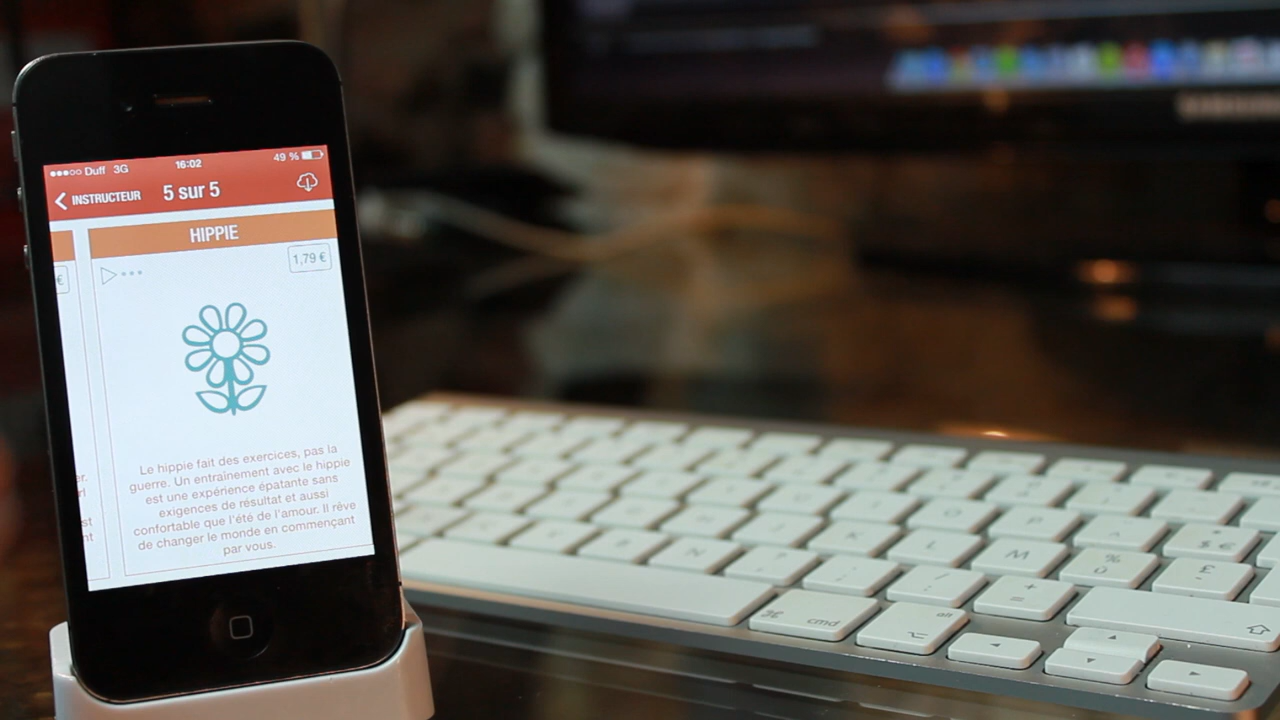 Duff 3G 16:02 49 %
INSTRUCTEUR 5 sur 5
HIPPIE
€ 1,79 €
Le hippie fait des exercices, pas la
guerre. Un entraînement avec le hippie
est une expérience épatante sans
exigences de résultat et aussi
confortable que l'été de l'amour. Il rêve
de changer le monde en commençant
par vous.
K L M
N
cmd
alt